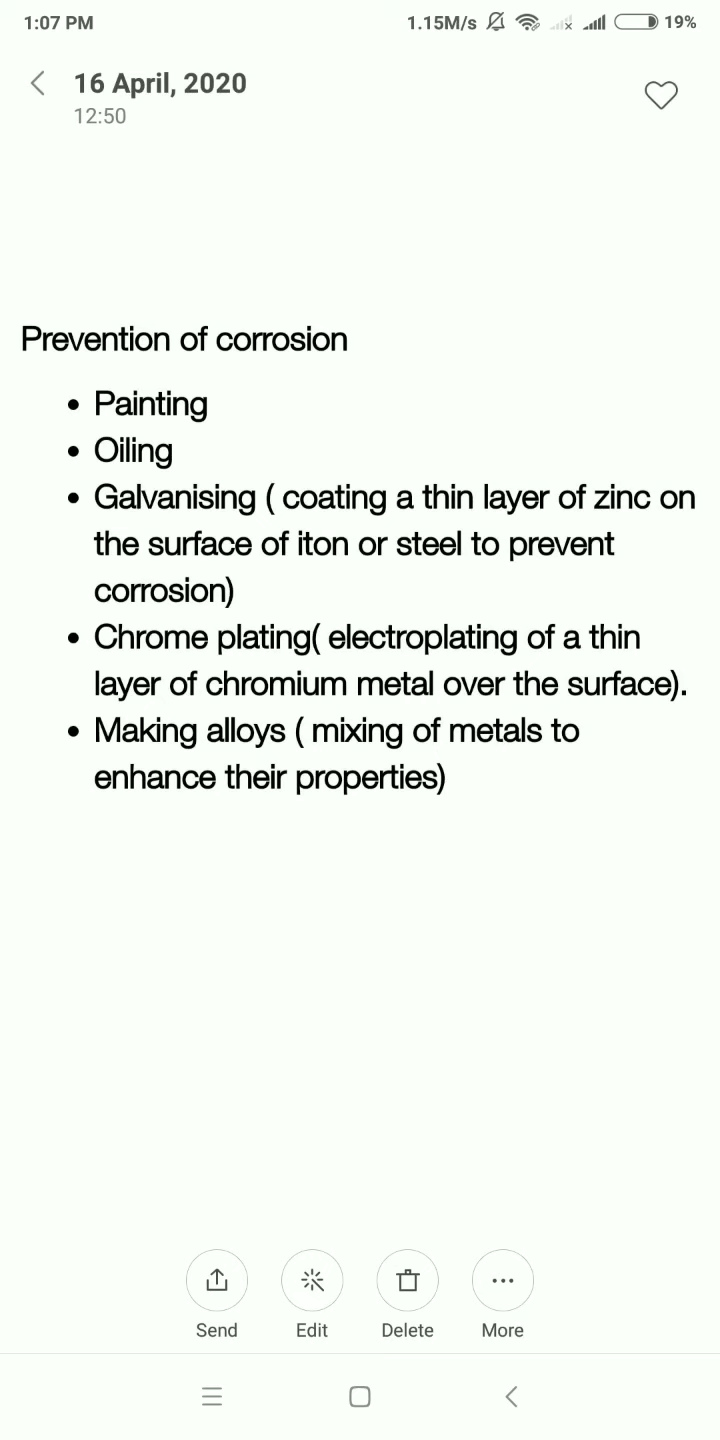 1:07 PM 1.15M/s 19%
16 April, 2020
12:50
Prevention of corrosion
• Painting
• Oiling
• Galvanising ( coating a thin layer of zinc on
the surface of iton or steel to prevent
corrosion)
• Chrome plating( electroplating of a thin
layer of chromium metal over the surface).
• Making alloys ( mixing of metals to
enhance their properties)
Send Edit Delete More